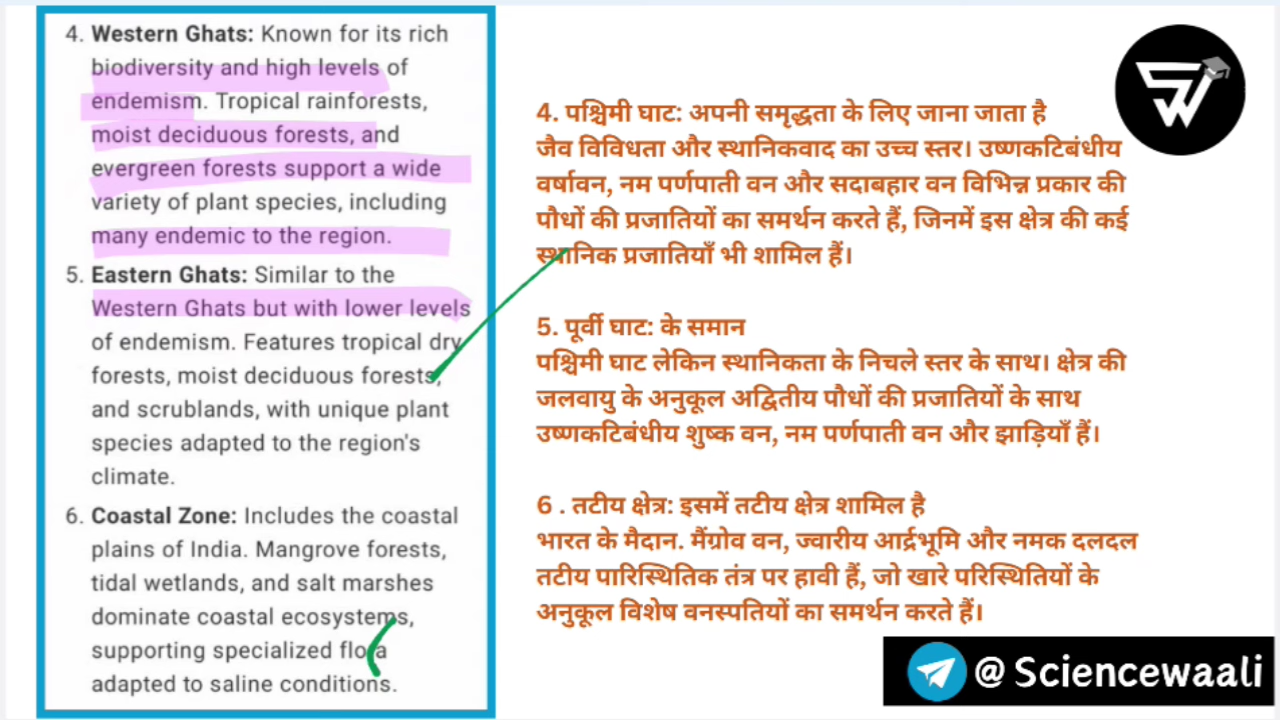 4. Western Ghats: Known for its rich
biodiversity and high levels of
endemism. Tropical rainforests,
moist deciduous forests, and
evergreen forests support a wide
variety of plant species, including
many endemic to the region.
5. Eastern Ghats: Similar to the
Western Ghats but with lower levels
of endemism. Features tropical dry
forests, moist deciduous forests,
and scrublands, with unique plant
species adapted to the region's
climate.
6. Coastal Zone: Includes the coastal
plains of India. Mangrove forests,
tidal wetlands, and salt marshes
dominate coastal ecosystems,
supporting specialized flora
adapted to saline conditions.
4. पश्चिमी घाट: अपनी समृद्धता के लिए जाना जाता है
जैव विविधता और स्थानिकवाद का उच्च स्तर। उष्णकटिबंधीय
वर्षावन, नम पर्णपाती वन और सदाबहार वन विभिन्न प्रकार की
पौधों की प्रजातियों का समर्थन करते हैं, जिनमें इस क्षेत्र की कई
स्थानिक प्रजातियाँ भी शामिल हैं।
5. पूर्वी घाट: के समान
पश्चिमी घाट लेकिन स्थानिकता के निचले स्तर के साथ। क्षेत्र की
जलवायु के अनुकूल अद्वितीय पौधों की प्रजातियों के साथ
उष्णकटिबंधीय शुष्क वन, नम पर्णपाती वन और झाड़ियाँ हैं।
6 . तटीय क्षेत्र: इसमें तटीय क्षेत्र शामिल है
भारत के मैदान. मैंग्रोव वन, ज्वारीय आर्द्रभूमि और नमक दलदल
तटीय पारिस्थितिक तंत्र पर हावी हैं, जो खारे परिस्थितियों के
अनुकूल विशेष वनस्पतियों का समर्थन करते हैं।
SW
@ Sciencewaali